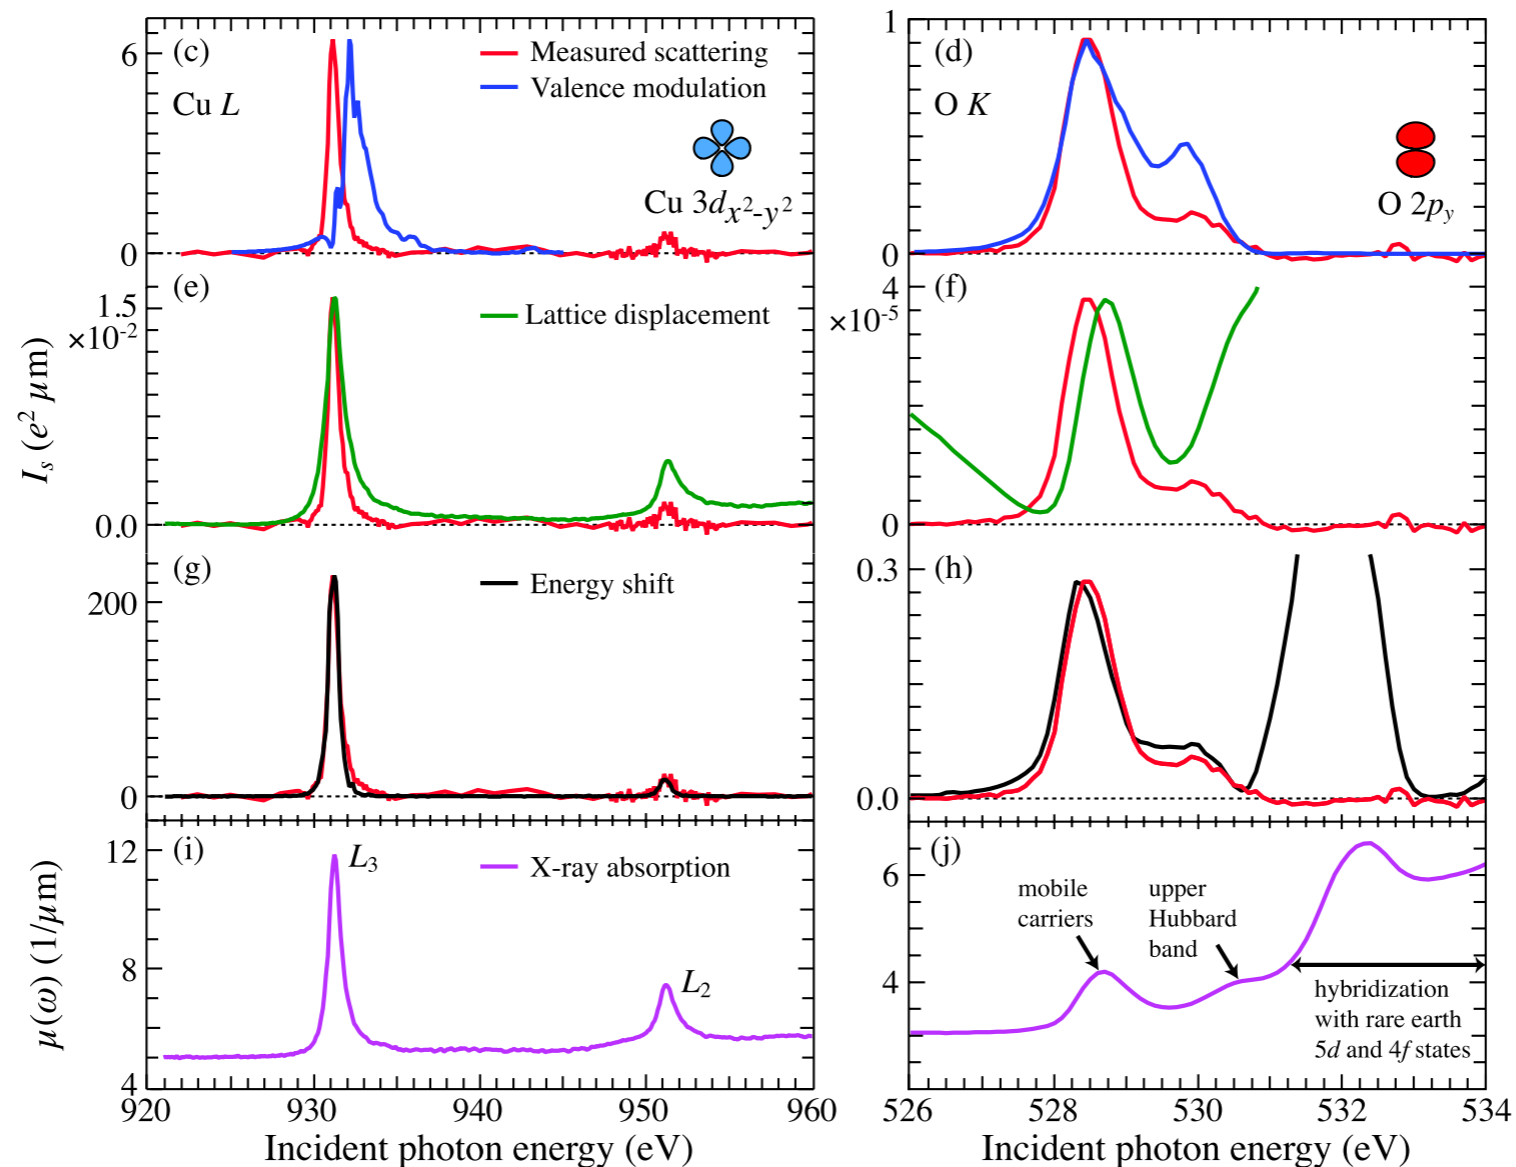 (c)
Cu L
6
0
Measured scattering
Valence modulation
Cu 3dx²-y²
(d)
O K
1
0
O 2py
(e)
1.5
×10⁻²
0.0
Lattice displacement
(f)
4
×10⁻⁵
0
Is (e² μm)
(g)
200
0
Energy shift
(h)
0.3
0.0
(i)
12
8
4
L₃
L₂
X-ray absorption
μ(ω) (1/μm)
(j)
6
4
mobile
carriers
upper
Hubbard
band
hybridization
with rare earth
5d and 4f states
920 930 940 950 960
Incident photon energy (eV)
526 528 530 532 534
Incident photon energy (eV)